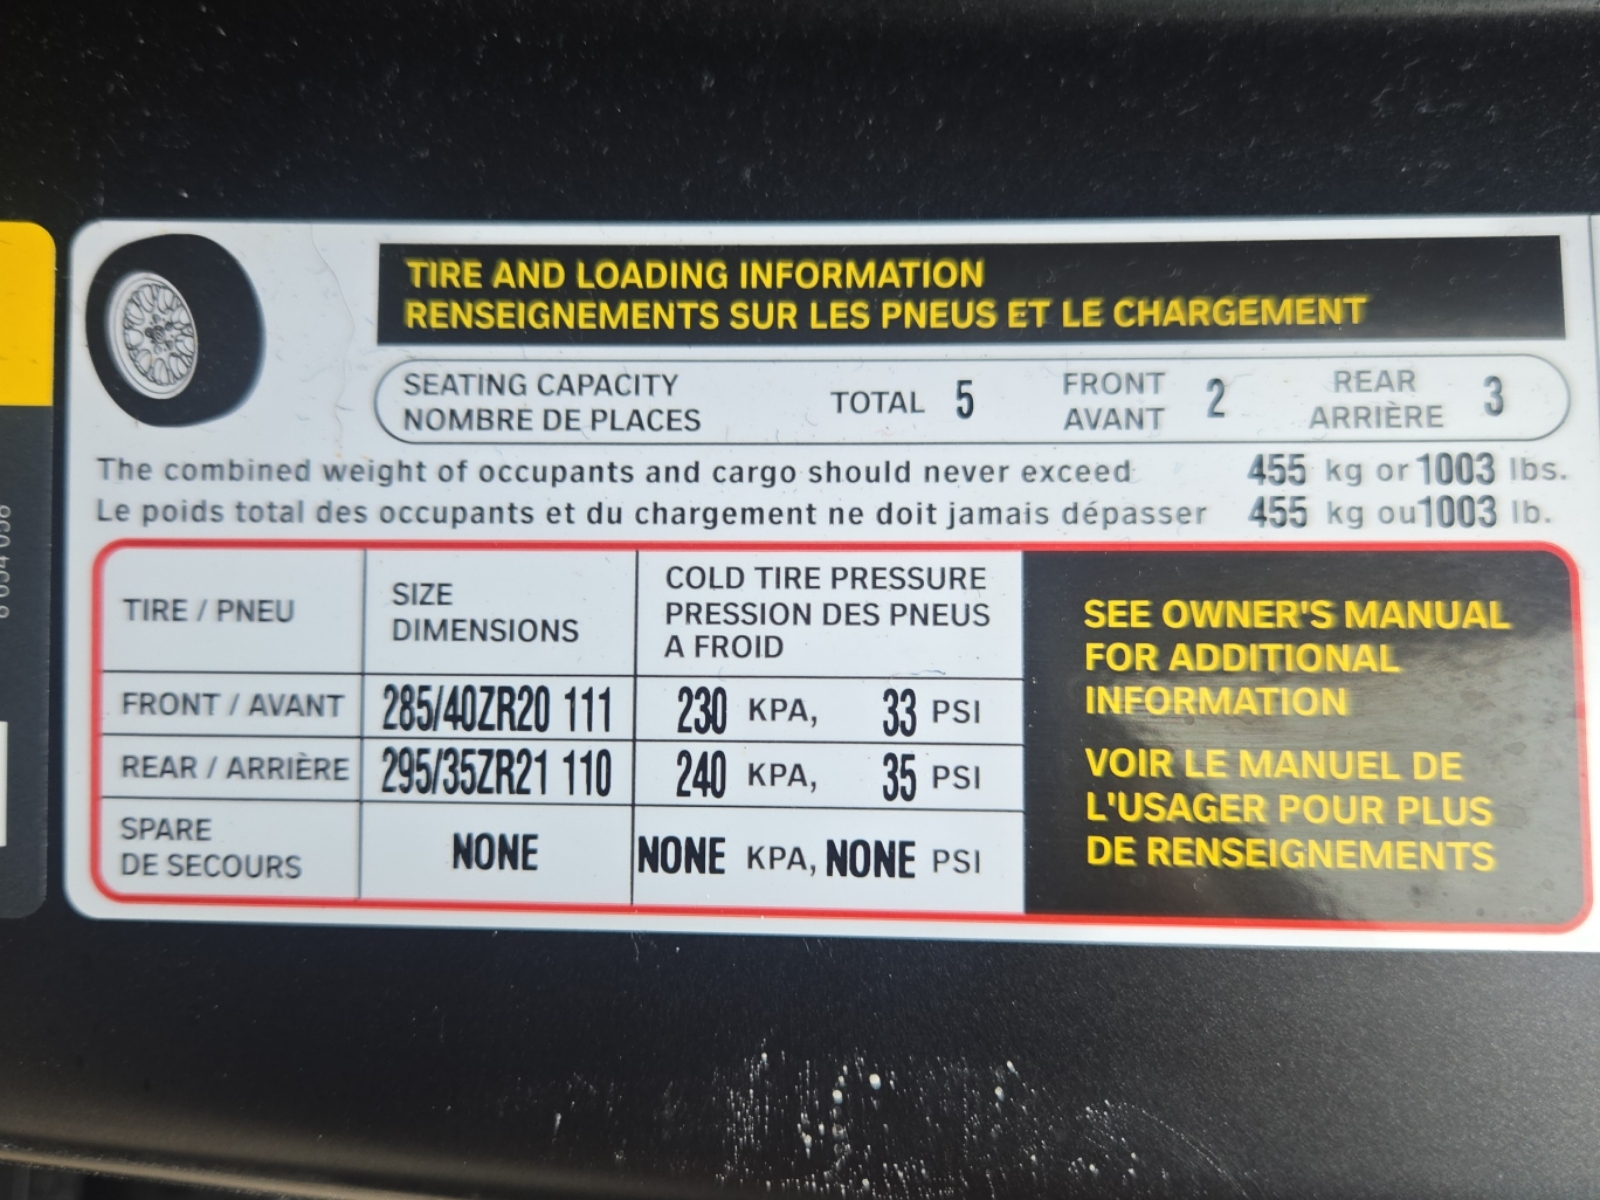 TIRE AND LOADING INFORMATION
RENSEIGNEMENTS SUR LES PNEUS ET LE CHARGEMENT
SEATING CAPACITY
NOMBRE DE PLACES
TOTAL 5
FRONT
AVANT
2
REAR
ARRIÈRE
3
The combined weight of occupants and cargo should never exceed 455 kg or 1003 lbs.
Le poids total des occupants et du chargement ne doit jamais dépasser 455 kg ou 1003 lb.
TIRE / PNEU
SIZE
DIMENSIONS
COLD TIRE PRESSURE
PRESSION DES PNEUS
A FROID
FRONT / AVANT 285/40ZR20 111 230 KPA, 33 PSI
REAR / ARRIÈRE 295/35ZR21 110 240 KPA, 35 PSI
SPARE
DE SECOURS
NONE NONE KPA, NONE PSI
SEE OWNER'S MANUAL
FOR ADDITIONAL
INFORMATION
VOIR LE MANUEL DE
L'USAGER POUR PLUS
DE RENSEIGNEMENTS